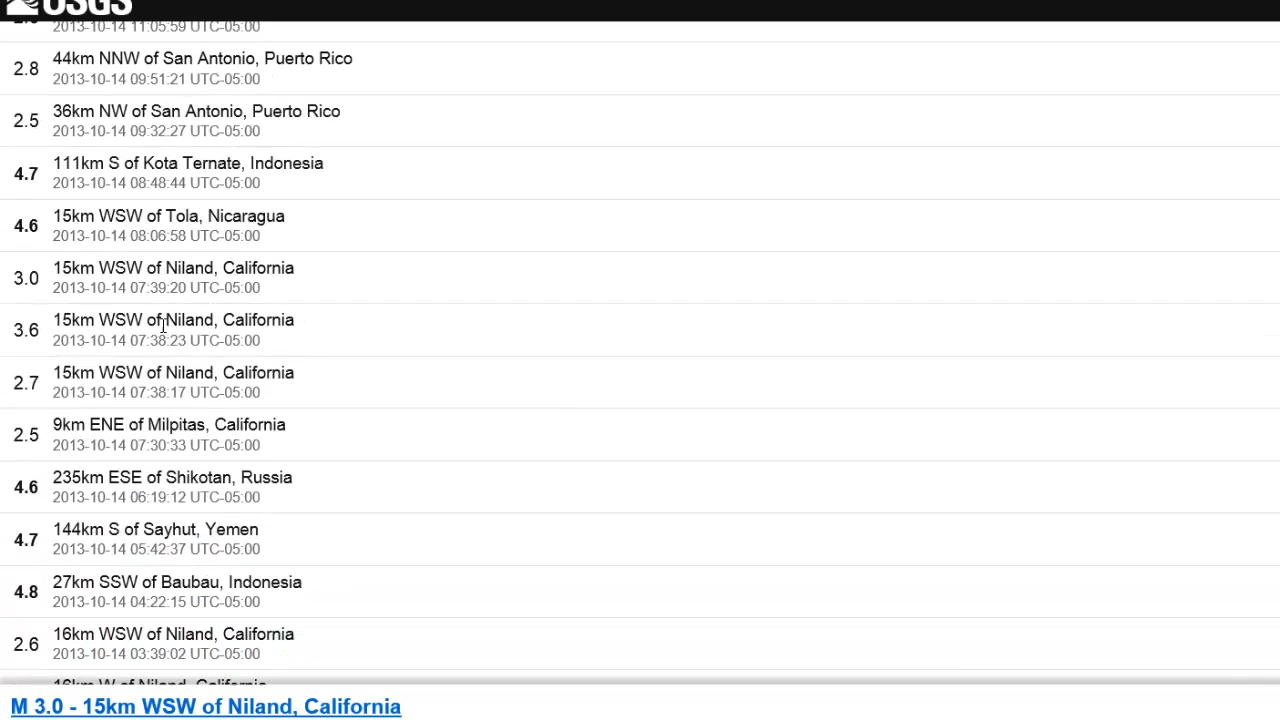 USGS
2013-10-14 11:05:59 UTC-05:00
2.8
44km NNW of San Antonio, Puerto Rico
2013-10-14 09:51:21 UTC-05:00
2.5
36km NW of San Antonio, Puerto Rico
2013-10-14 09:32:27 UTC-05:00
4.7
111km S of Kota Ternate, Indonesia
2013-10-14 08:48:44 UTC-05:00
4.6
15km WSW of Tola, Nicaragua
2013-10-14 08:06:58 UTC-05:00
3.0
15km WSW of Niland, California
2013-10-14 07:39:20 UTC-05:00
3.6
15km WSW of Niland, California
2013-10-14 07:38:23 UTC-05:00
2.7
15km WSW of Niland, California
2013-10-14 07:38:17 UTC-05:00
2.5
9km ENE of Milpitas, California
2013-10-14 07:30:33 UTC-05:00
4.6
235km ESE of Shikotan, Russia
2013-10-14 06:19:12 UTC-05:00
4.7
144km S of Sayhut, Yemen
2013-10-14 05:42:37 UTC-05:00
4.8
27km SSW of Baubau, Indonesia
2013-10-14 04:22:15 UTC-05:00
2.6
16km WSW of Niland, California
2013-10-14 03:39:02 UTC-05:00
16km W of Niland, California
M 3.0 - 15km WSW of Niland, California